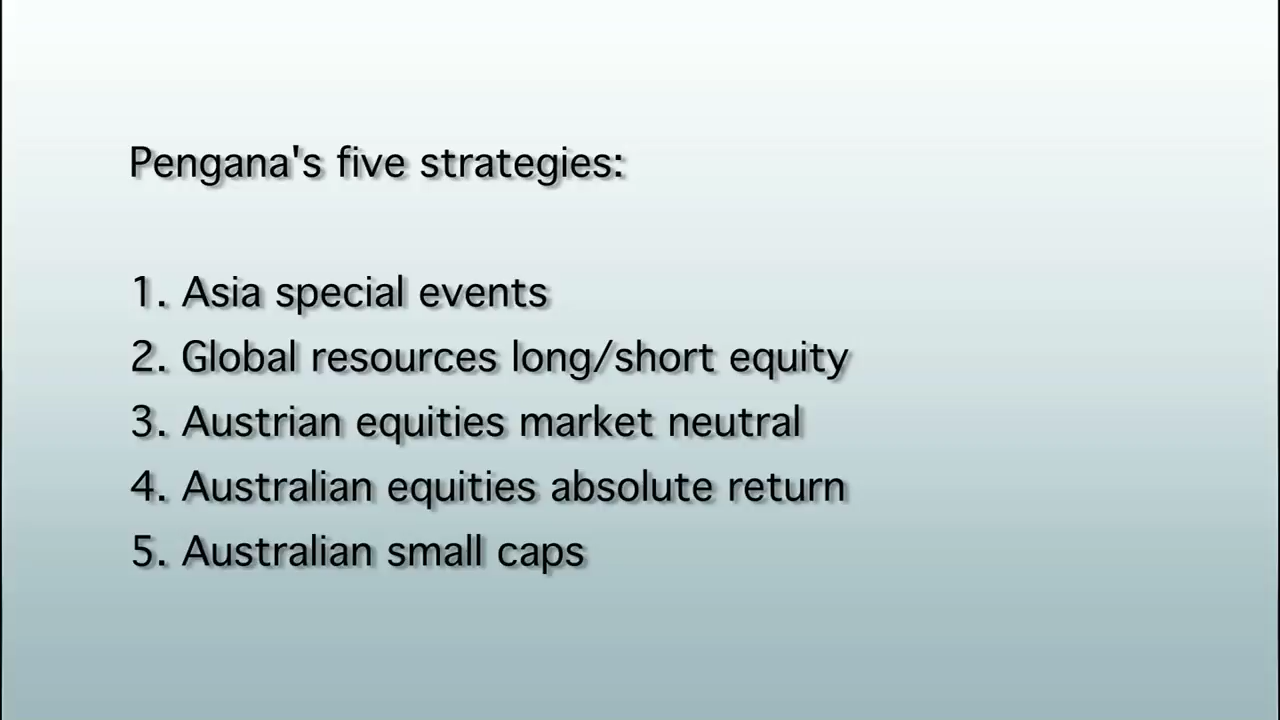 Pengana's five strategies:
1. Asia special events
2. Global resources long/short equity
3. Austrian equities market neutral
4. Australian equities absolute return
5. Australian small caps